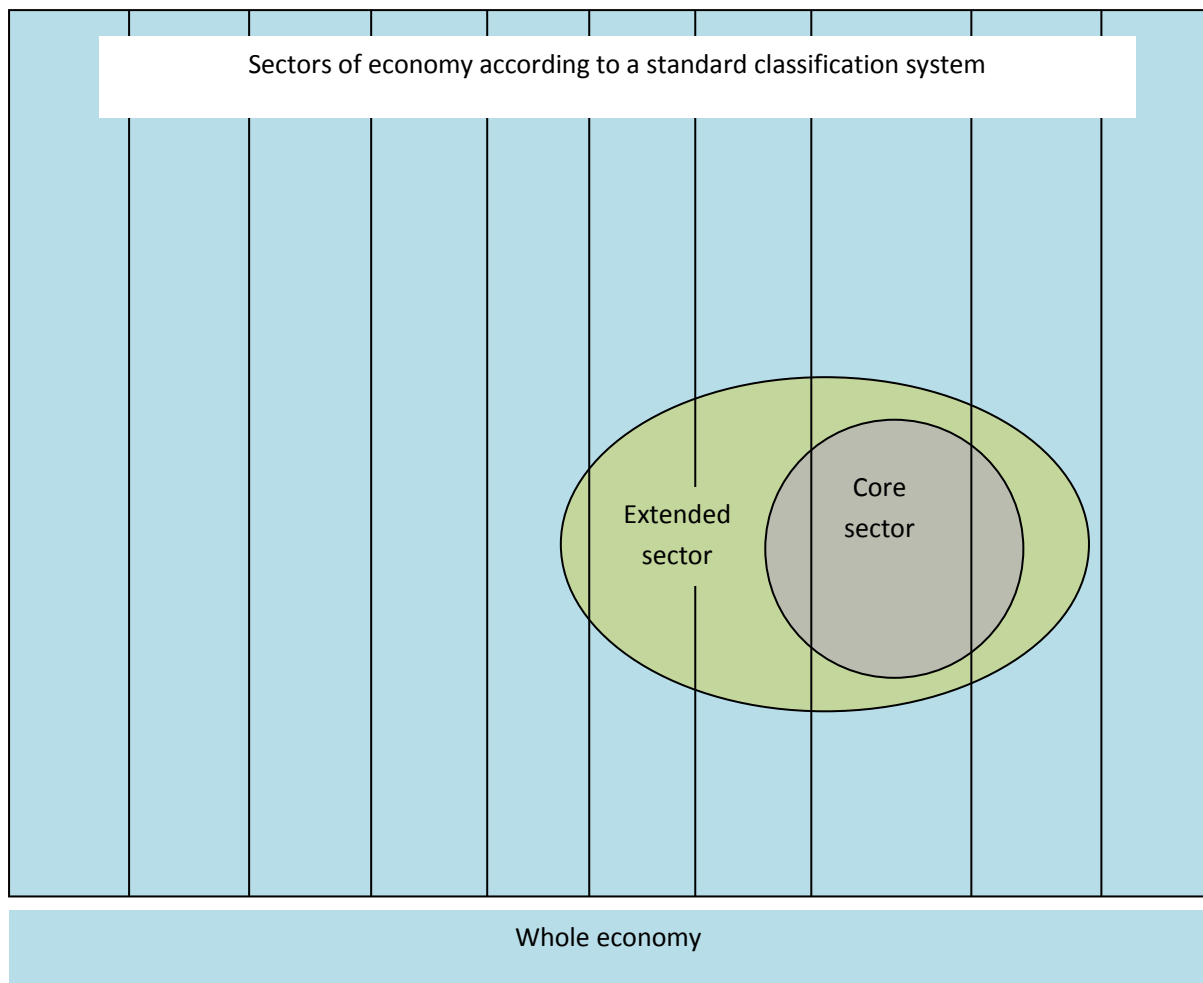 Sectors of economy according to a standard classification system
Extended
sector
Core
sector
Whole economy